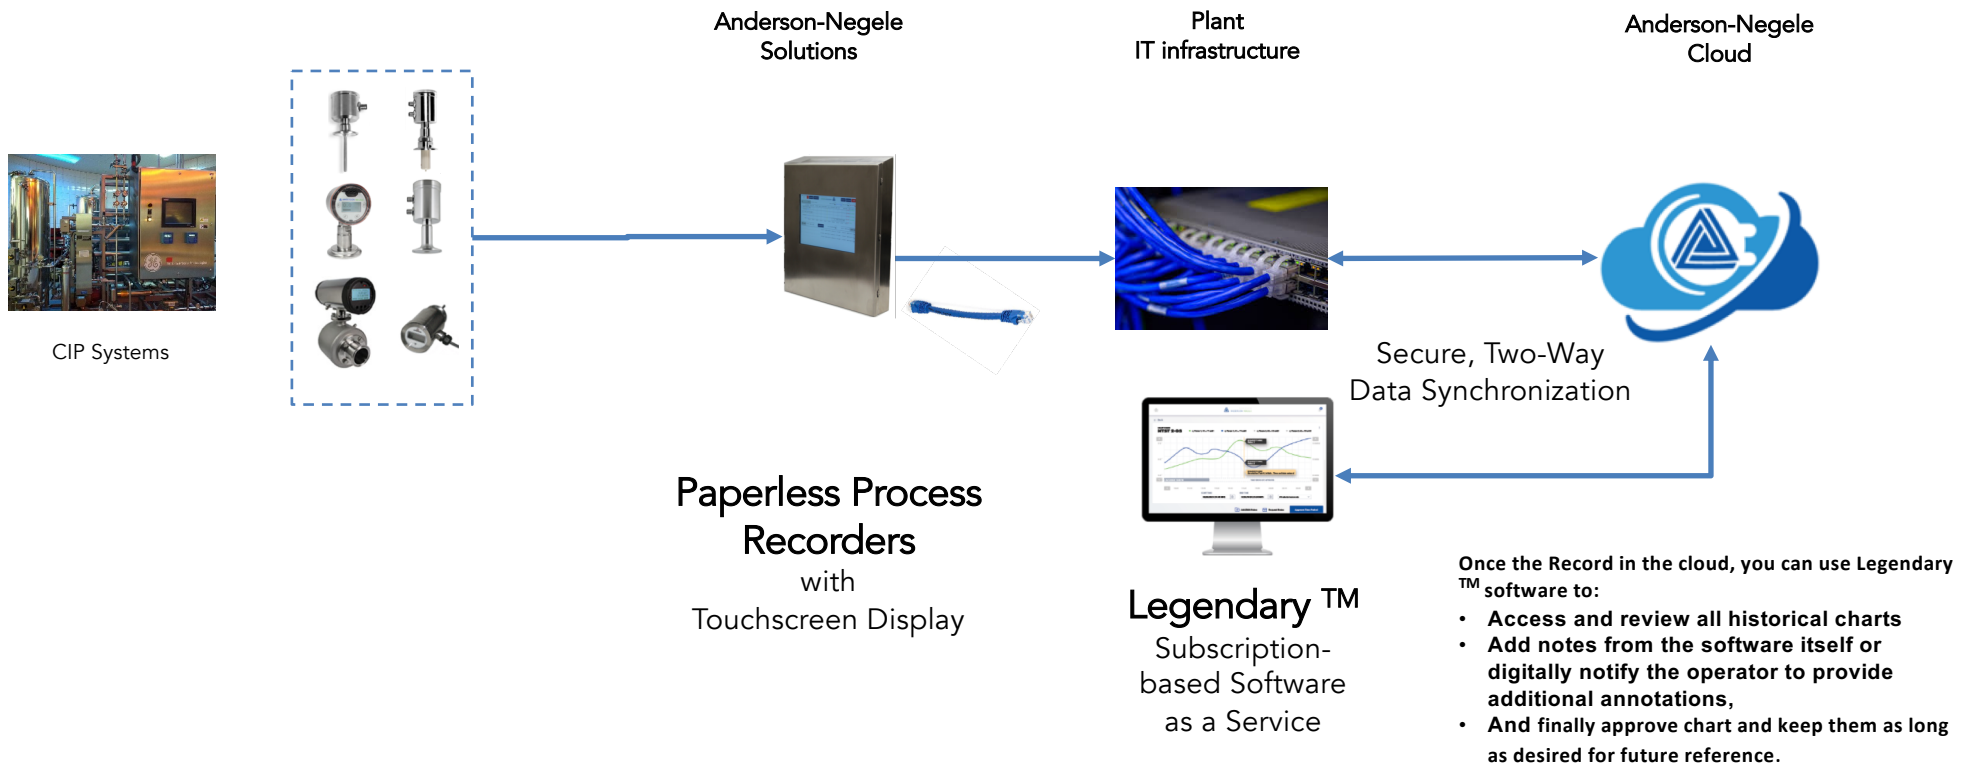 Anderson-Negele
Solutions
Plant
IT infrastructure
Anderson-Negele
Cloud
CIP Systems
Secure, Two-Way
Data Synchronization
Paperless Process
Recorders
with
Touchscreen Display
Legendary TM
Subscription-
based Software
as a Service
Once the Record in the cloud, you can use Legendary
TM software to:
• Access and review all historical charts
• Add notes from the software itself or
digitally notify the operator to provide
additional annotations,
• And finally approve chart and keep them as long
as desired for future reference.